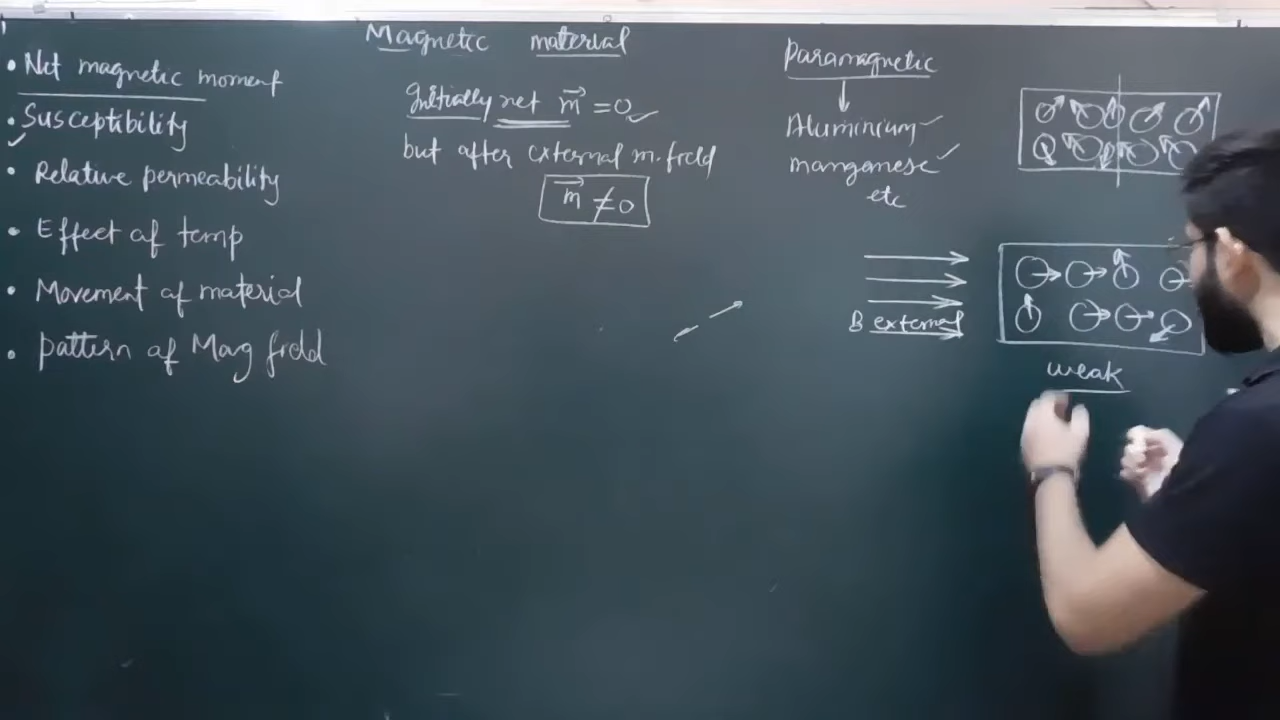 Magnetic material
• Net magnetic moment
• Susceptibility
• Relative permeability
• Effect of temp
• Movement of material
• pattern of Mag field
Initially net m⃗ = 0 ✓
but after external m. field
m⃗ ≠ 0
Paramagnetic
Aluminium ✓
manganese ✓
etc
B external
weak